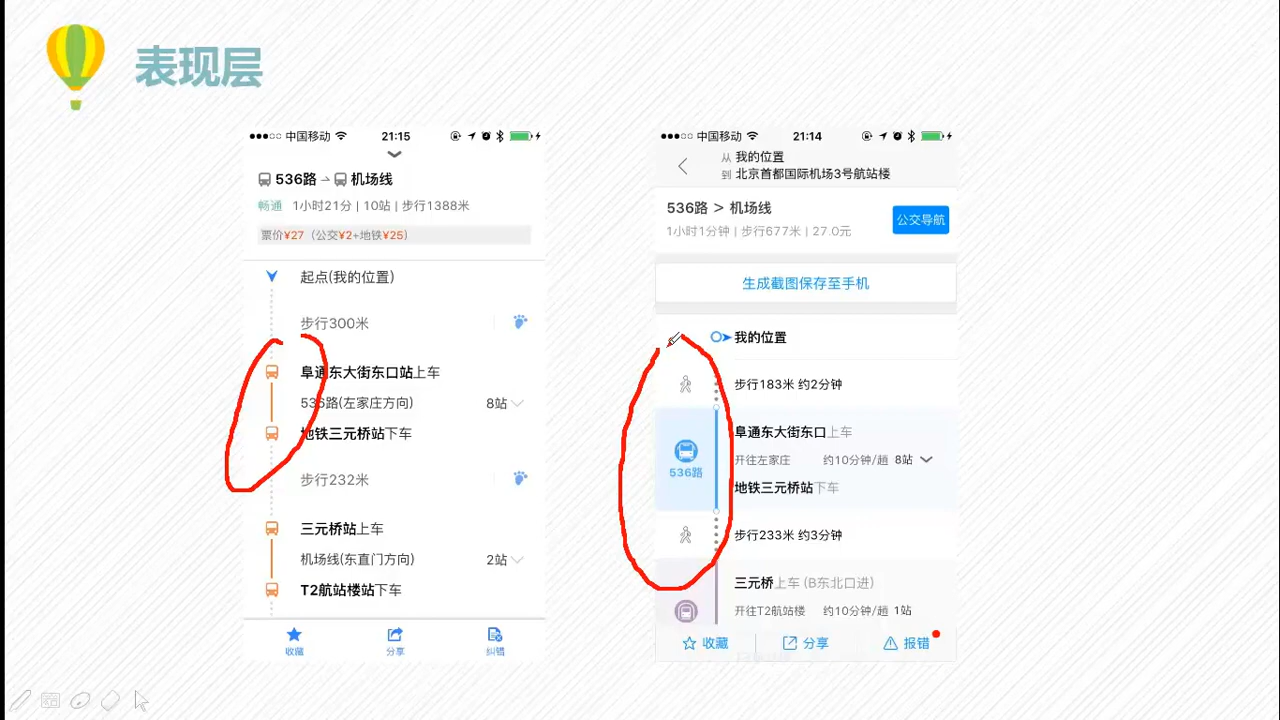 表现层
中国移动 21:15
536路 → 机场线
畅通 1小时21分 | 10站 | 步行1388米
票价¥27（公交¥2+地铁¥25）
起点(我的位置)
步行300米
阜通东大街东口站上车
536路(左家庄方向) 8站
地铁三元桥站下车
步行232米
三元桥站上车
机场线(东直门方向) 2站
T2航站楼站下车
收藏 分享 纠错
中国移动 21:14
从 我的位置
到 北京首都国际机场3号航站楼
536路 > 机场线
1小时1分钟 | 步行677米 | 27.0元
公交导航
生成截图保存至手机
我的位置
步行183米 约2分钟
阜通东大街东口上车
536路
开往左家庄 约10分钟/趟 8站
地铁三元桥站下车
步行233米 约3分钟
三元桥上车 (B东北口进)
开往T2航站楼 约10分钟/趟 1站
收藏 分享 报错